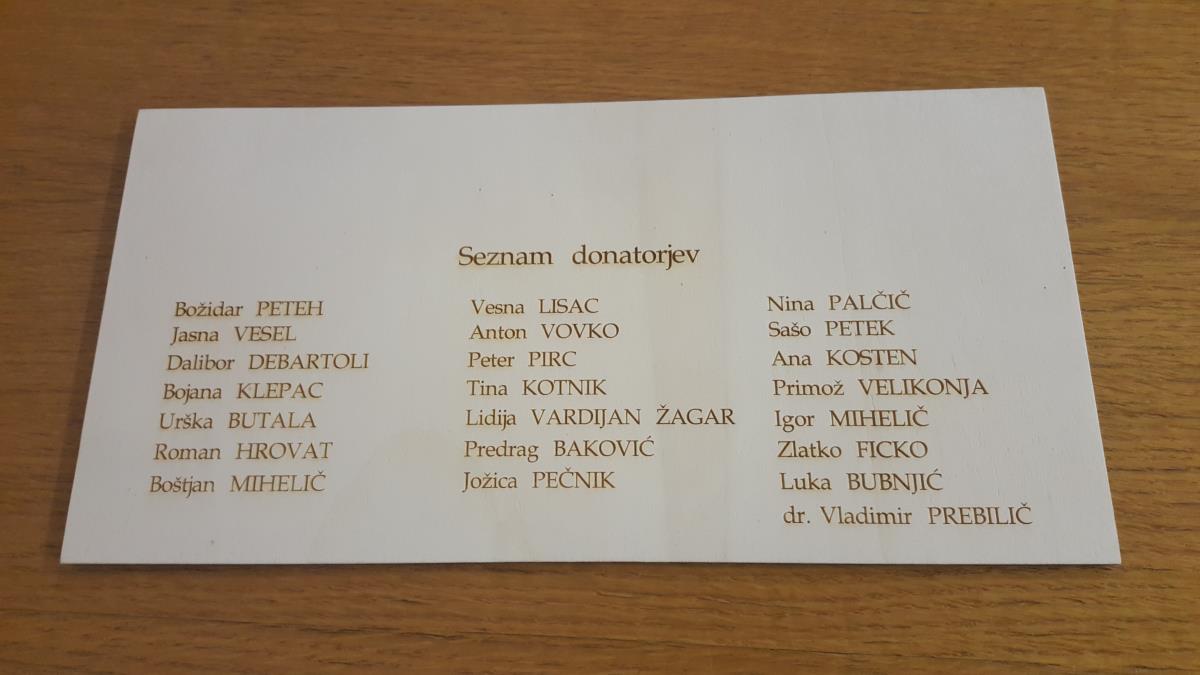 Seznam donatorjev
Božidar PETEH
Jasna VESEL
Dalibor DEBARTOLI
Bojana KLEPAC
Urška BUTALA
Roman HROVAT
Boštjan MIHELIČ
Vesna LISAC
Anton VOVKO
Peter PIRC
Tina KOTNIK
Lidija VARDIJAN ŽAGAR
Predrag BAKOVIĆ
Jožica PEČNIK
Nina PALČIČ
Sašo PETEK
Ana KOSTEN
Primož VELIKONJA
Igor MIHELIČ
Zlatko FICKO
Luka BUBNJIĆ
dr. Vladimir PREBILIČ